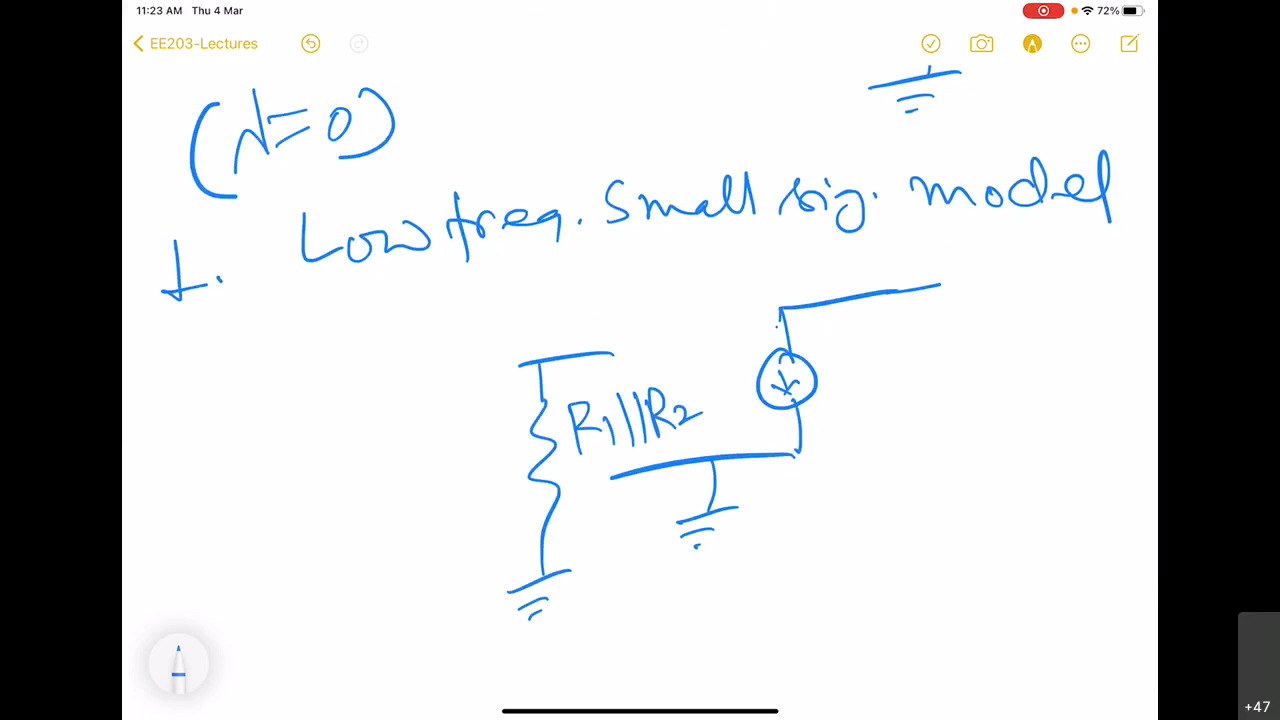 11:23 AM Thu 4 Mar
72%
EE203-Lectures
(λ=0)
1. Low freq. Small sig. model
R1||R2
+47